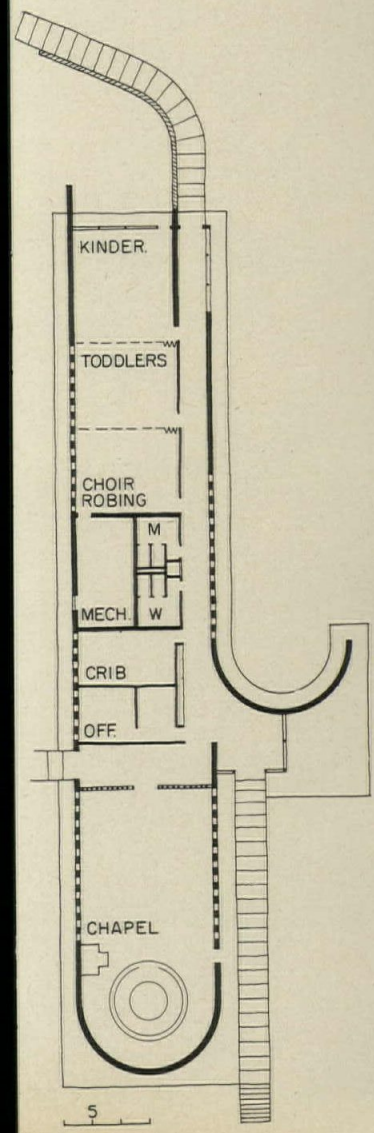 KINDER.
TODDLERS
CHOIR
ROBING
M
MECH.
W
CRIB
OFF.
CHAPEL
5